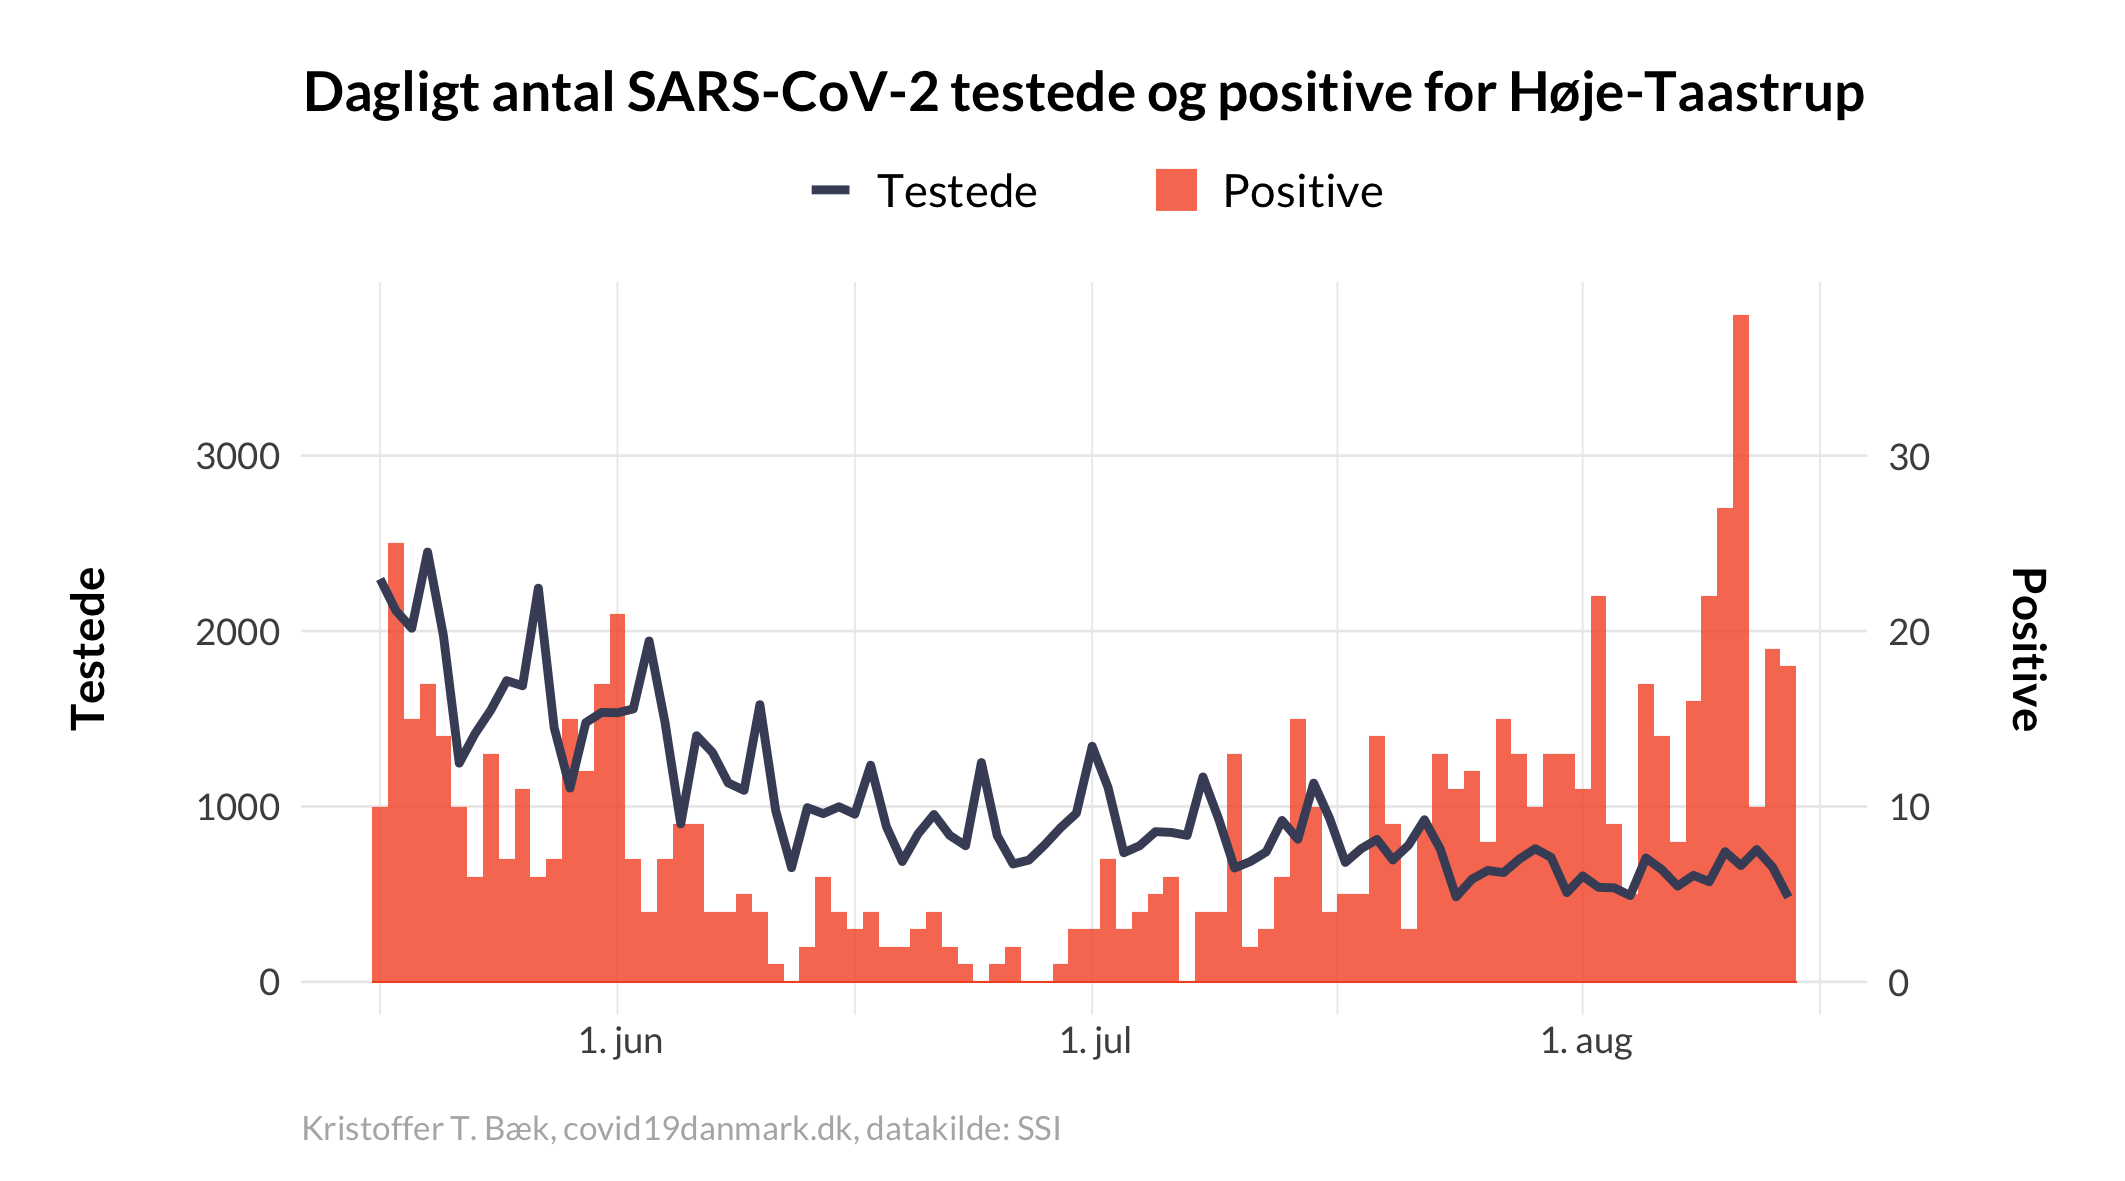 Dagligt antal SARS-CoV-2 testede og positive for Høje-Taastrup
Testede
Positive
3000
2000
1000
0
30
20
10
0
Testede
Positive
1. jun
1. jul
1. aug
Kristoffer T. Bæk, covid19danmark.dk, datakilde: SSI